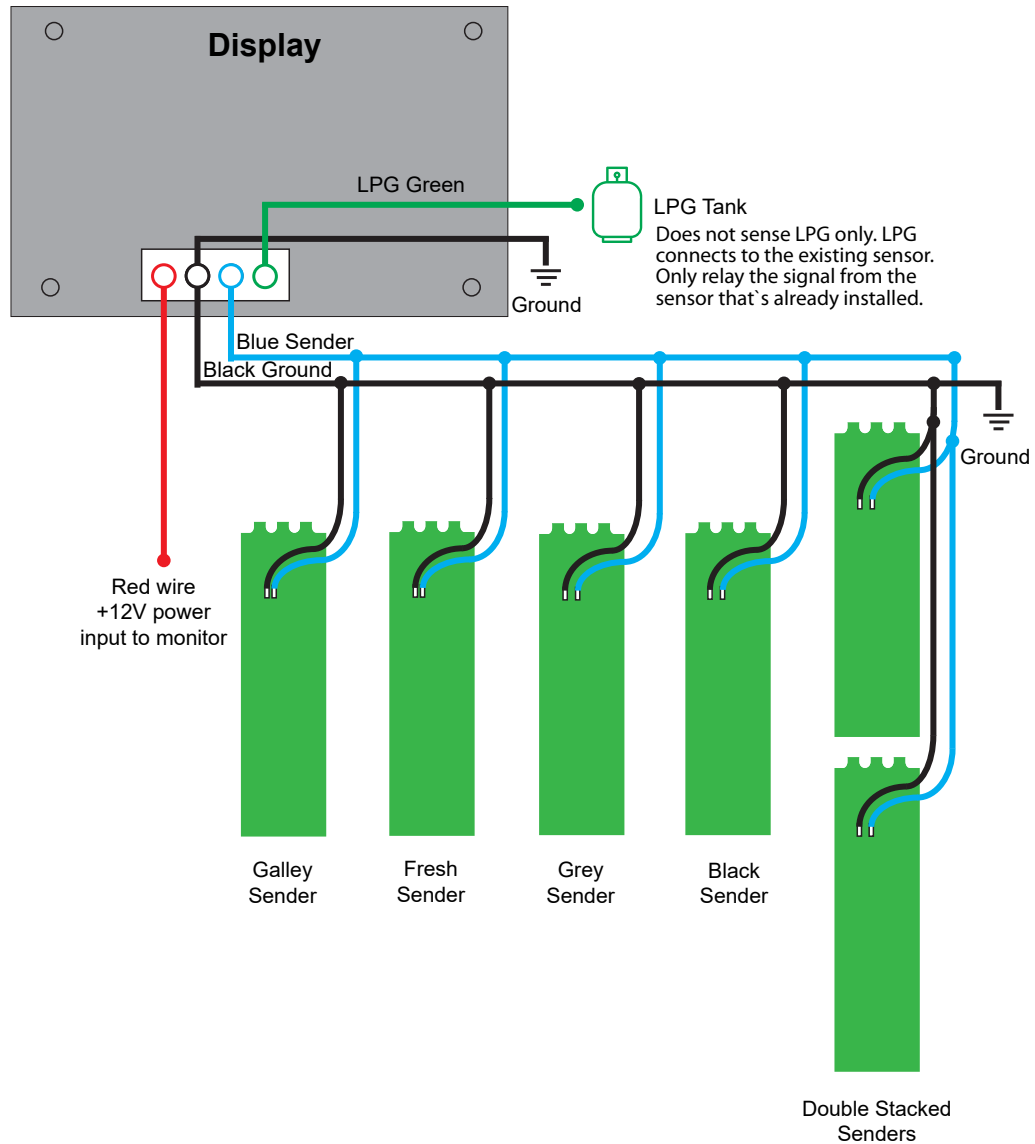 Display
LPG Green
LPG Tank
Does not sense LPG only. LPG
connects to the existing sensor.
Only relay the signal from the
sensor that`s already installed.
Ground
Blue Sender
Black Ground
Ground
Red wire
+12V power
input to monitor
Galley
Sender
Fresh
Sender
Grey
Sender
Black
Sender
Double Stacked
Senders